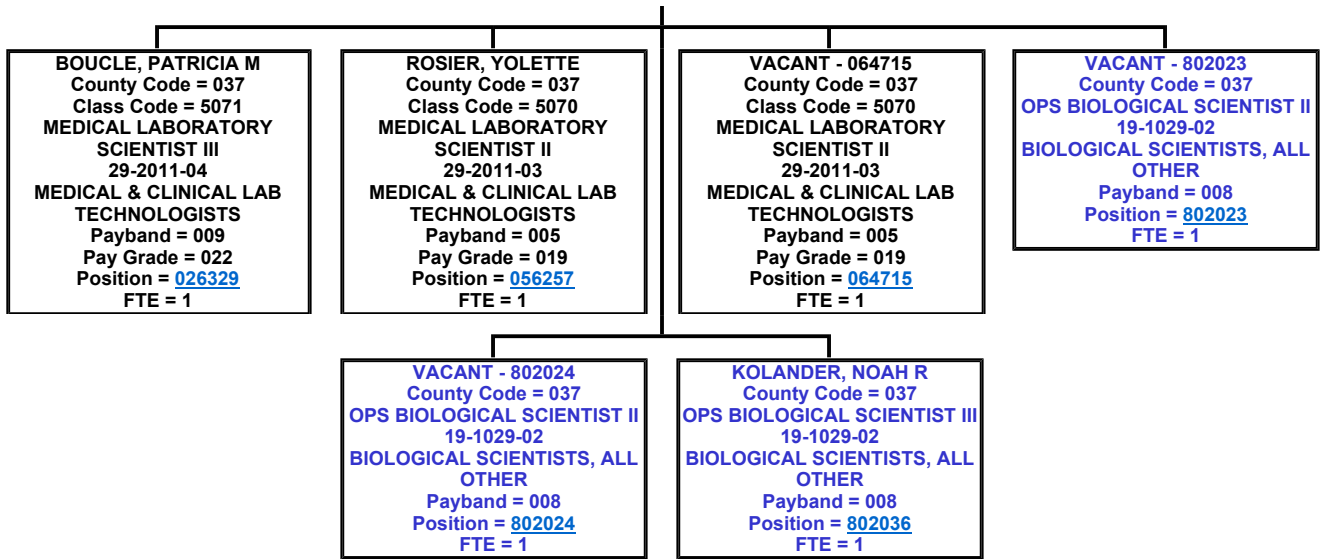 BOUCLE, PATRICIA M
County Code = 037
Class Code = 5071
MEDICAL LABORATORY
SCIENTIST III
29-2011-04
MEDICAL & CLINICAL LAB
TECHNOLOGISTS
Payband = 009
Pay Grade = 022
Position = 026329
FTE = 1
ROSIER, YOLETTE
County Code = 037
Class Code = 5070
MEDICAL LABORATORY
SCIENTIST II
29-2011-03
MEDICAL & CLINICAL LAB
TECHNOLOGISTS
Payband = 005
Pay Grade = 019
Position = 056257
FTE = 1
VACANT - 064715
County Code = 037
Class Code = 5070
MEDICAL LABORATORY
SCIENTIST II
29-2011-03
MEDICAL & CLINICAL LAB
TECHNOLOGISTS
Payband = 005
Pay Grade = 019
Position = 064715
FTE = 1
VACANT - 802023
County Code = 037
OPS BIOLOGICAL SCIENTIST II
19-1029-02
BIOLOGICAL SCIENTISTS, ALL
OTHER
Payband = 008
Position = 802023
FTE = 1
VACANT - 802024
County Code = 037
OPS BIOLOGICAL SCIENTIST II
19-1029-02
BIOLOGICAL SCIENTISTS, ALL
OTHER
Payband = 008
Position = 802024
FTE = 1
KOLANDER, NOAH R
County Code = 037
OPS BIOLOGICAL SCIENTIST III
19-1029-02
BIOLOGICAL SCIENTISTS, ALL
OTHER
Payband = 008
Position = 802036
FTE = 1